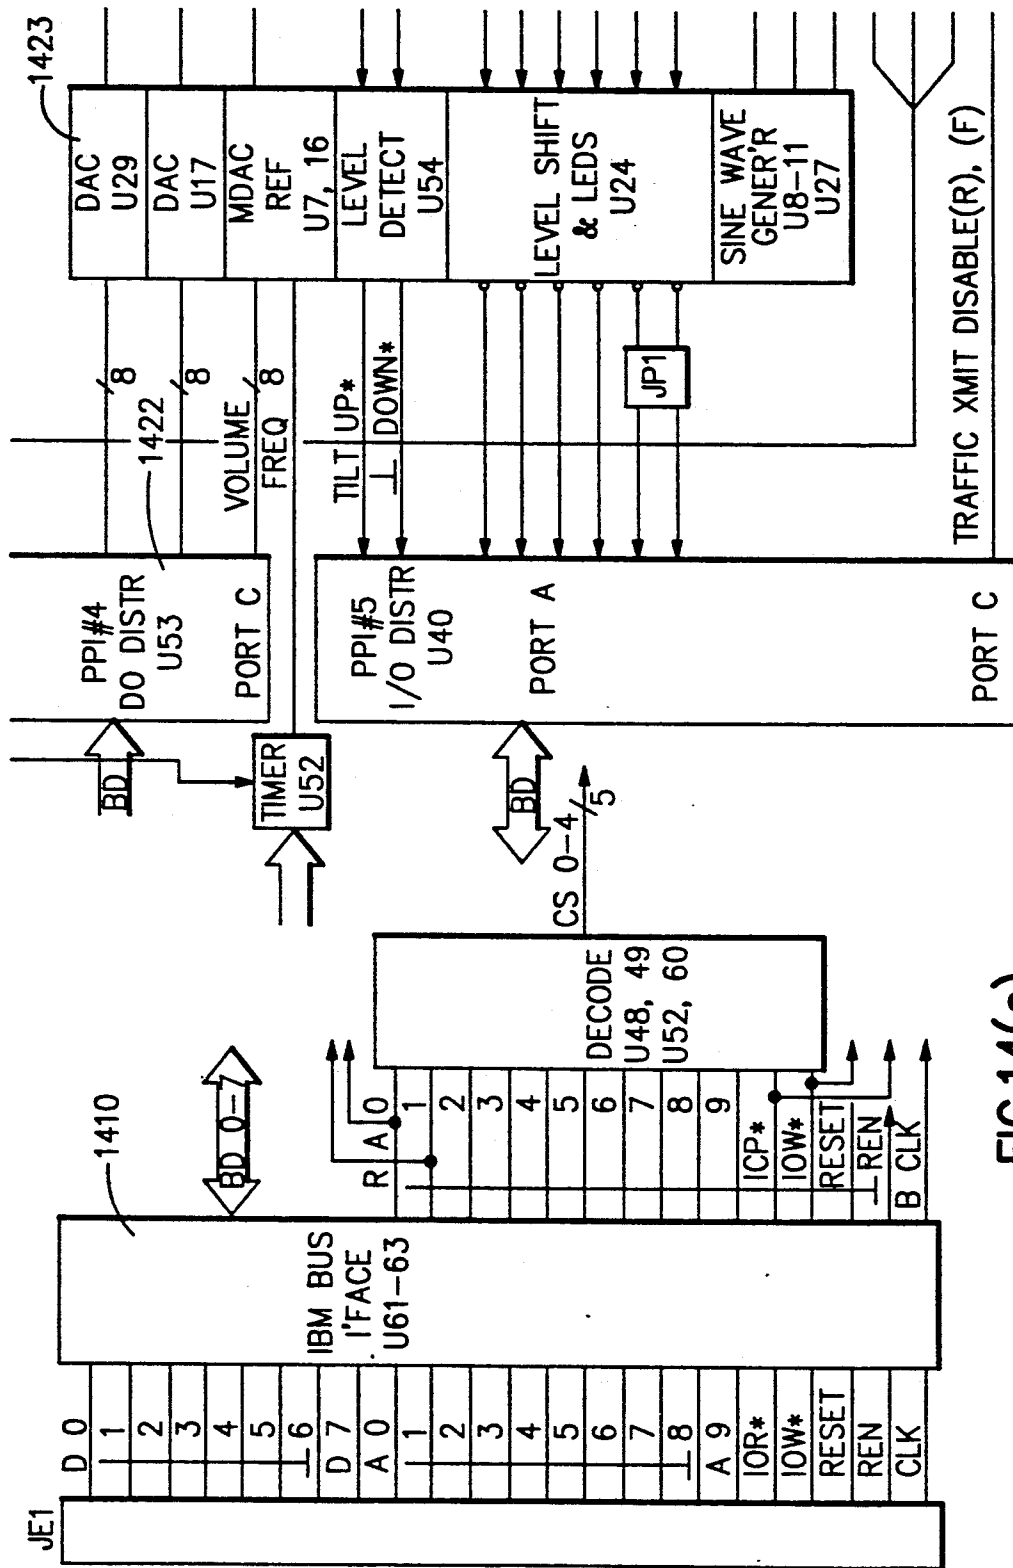 JE1
D 0
1
2
3
4
5
6
D 7
A 0
1
2
3
4
5
6
7
8
A 9
IOR*
IOW*
RESET
REN
CLK
1410
IBM BUS
I'FACE
U61-63
BD 0-7
R A 0
1
2
3
4
5
6
7
8
9
ICP*
IOW*
RESET
REN
B CLK
DECODE
U48, 49
U52, 60
CS 0-4
5
BD
TIMER
U52
BD
PPI#4
DO DISTR
U53
PORT C
PPI#5
I/O DISTR
U40
PORT A
PORT C
1422
8
8
VOLUME
8
FREQ
TILT UP*
DOWN*
JP1
TRAFFIC XMIT DISABLE(R), (F)
1423
DAC
U29
DAC
U17
MDAC
REF
U7, 16
LEVEL
DETECT
U54
LEVEL SHIFT
& LEDS
U24
SINE WAVE
GENER'R
U8-11
U27